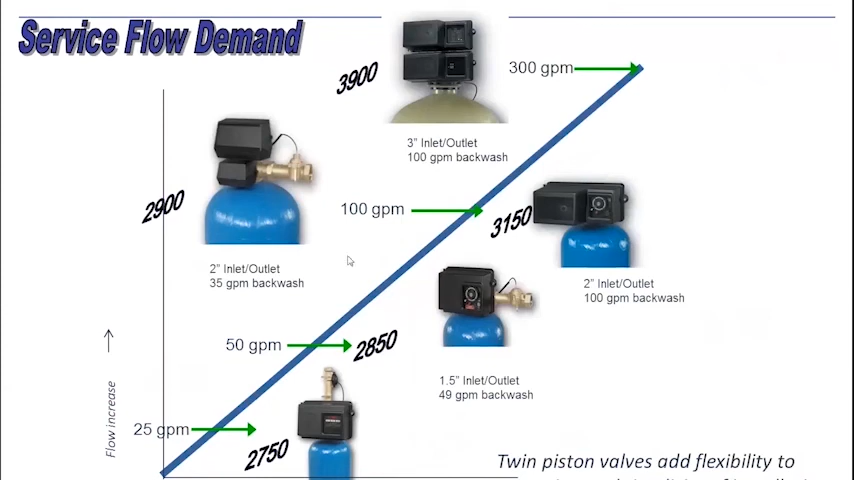 Service Flow Demand
3900
300 gpm
3" Inlet/Outlet
100 gpm backwash
2900
100 gpm
3150
2" Inlet/Outlet
35 gpm backwash
2" Inlet/Outlet
100 gpm backwash
50 gpm
2850
1.5" Inlet/Outlet
49 gpm backwash
Flow increase
25 gpm
2750
Twin piston valves add flexibility to